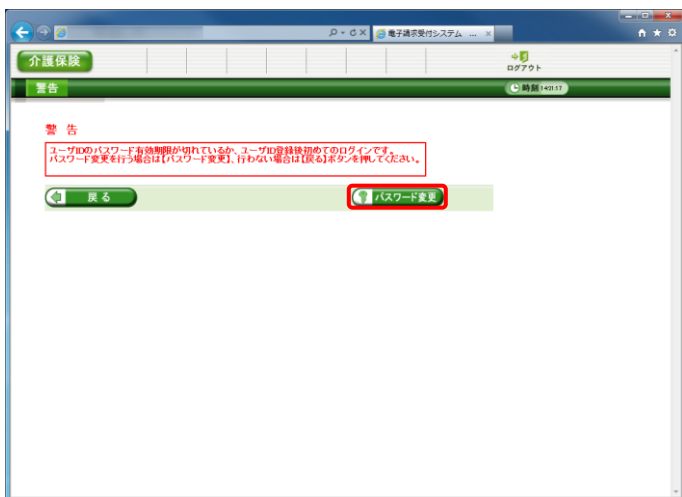 電子請求受付システム ...
介護保険
ログアウト
警告
時刻 14:21:57
警 告
ユーザIDのパスワード有効期限が切れているか、ユーザID登録後初めてのログインです。
パスワード変更を行う場合は【パスワード変更】、行わない場合は【戻る】ボタンを押してください。
戻る
パスワード変更